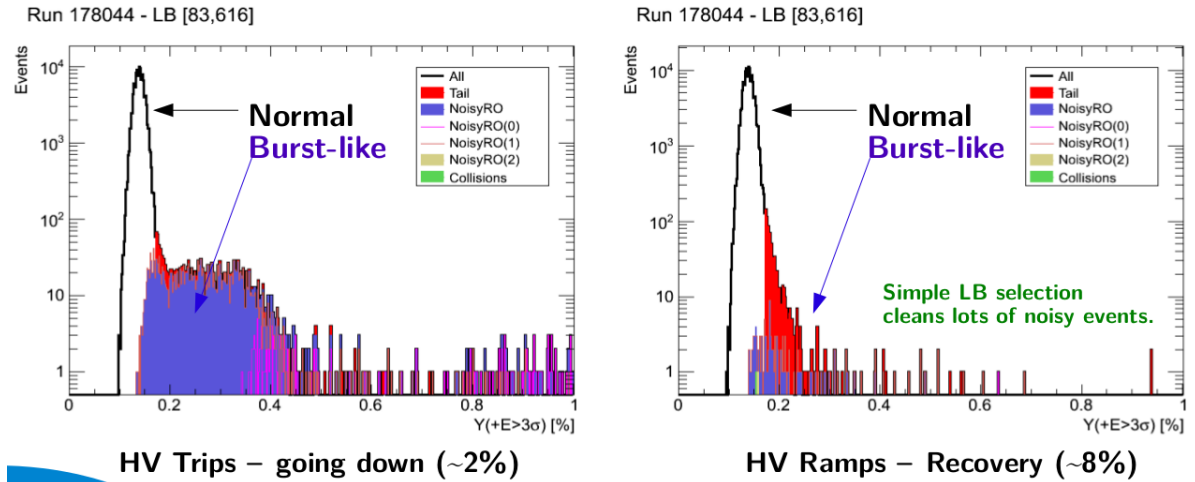 Run 178044 - LB [83,616]
Events
10⁴
10³
10²
10
1
0
0.2
0.4
0.6
0.8
1
Y(+E>3σ) [%]
All
Tail
NoisyRO
NoisyRO(0)
NoisyRO(1)
NoisyRO(2)
Collisions
Normal
Burst-like
HV Trips – going down (~2%)
Run 178044 - LB [83,616]
Events
10⁴
10³
10²
10
1
0
0.2
0.4
0.6
0.8
1
Y(+E>3σ) [%]
All
Tail
NoisyRO
NoisyRO(0)
NoisyRO(1)
NoisyRO(2)
Collisions
Normal
Burst-like
Simple LB selection
cleans lots of noisy events.
HV Ramps – Recovery (~8%)